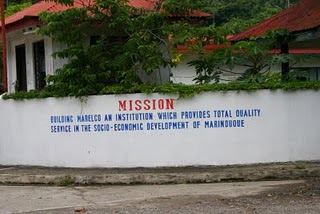 MISSION
BUILDING MARELCO AN INSTITUTION WHICH PROVIDES TOTAL QUALITY
SERVICE IN THE SOCIO-ECONOMIC DEVELOPMENT OF MARINDUQUE